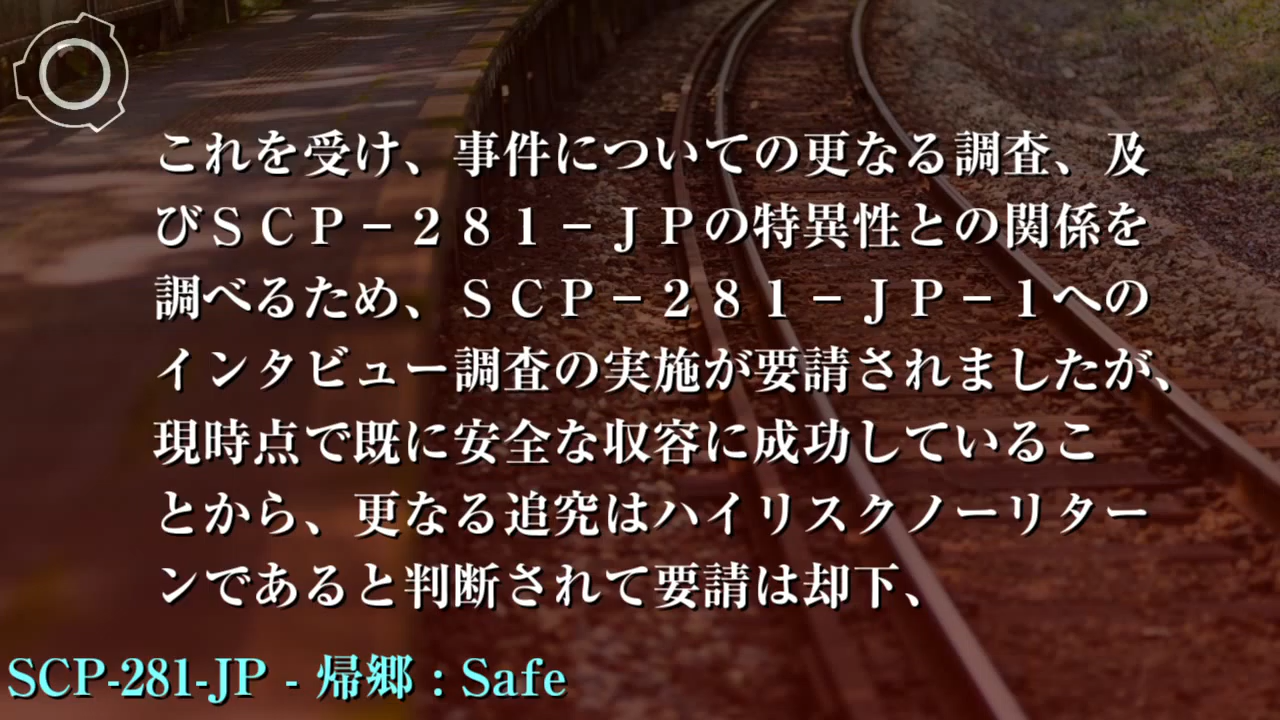 これを受け、事件についての更なる調査、及
びＳＣＰ－２８１－ＪＰの特異性との関係を
調べるため、ＳＣＰ－２８１－ＪＰ－１への
インタビュー調査の実施が要請されましたが、
現時点で既に安全な収容に成功しているこ
とから、更なる追究はハイリスクノーリター
ンであると判断されて要請は却下、
SCP-281-JP - 帰郷 : Safe